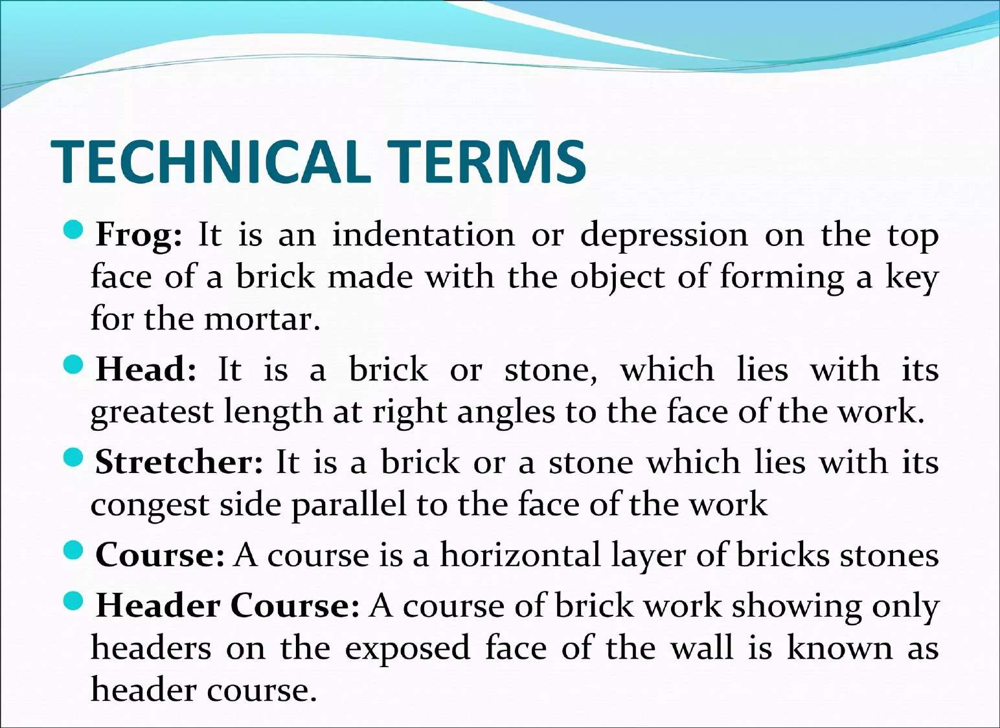 TECHNICAL TERMS
Frog: It is an indentation or depression on the top
face of a brick made with the object of forming a key
for the mortar.
Head: It is a brick or stone, which lies with its
greatest length at right angles to the face of the work.
Stretcher: It is a brick or a stone which lies with its
congest side parallel to the face of the work
Course: A course is a horizontal layer of bricks stones
Header Course: A course of brick work showing only
headers on the exposed face of the wall is known as
header course.